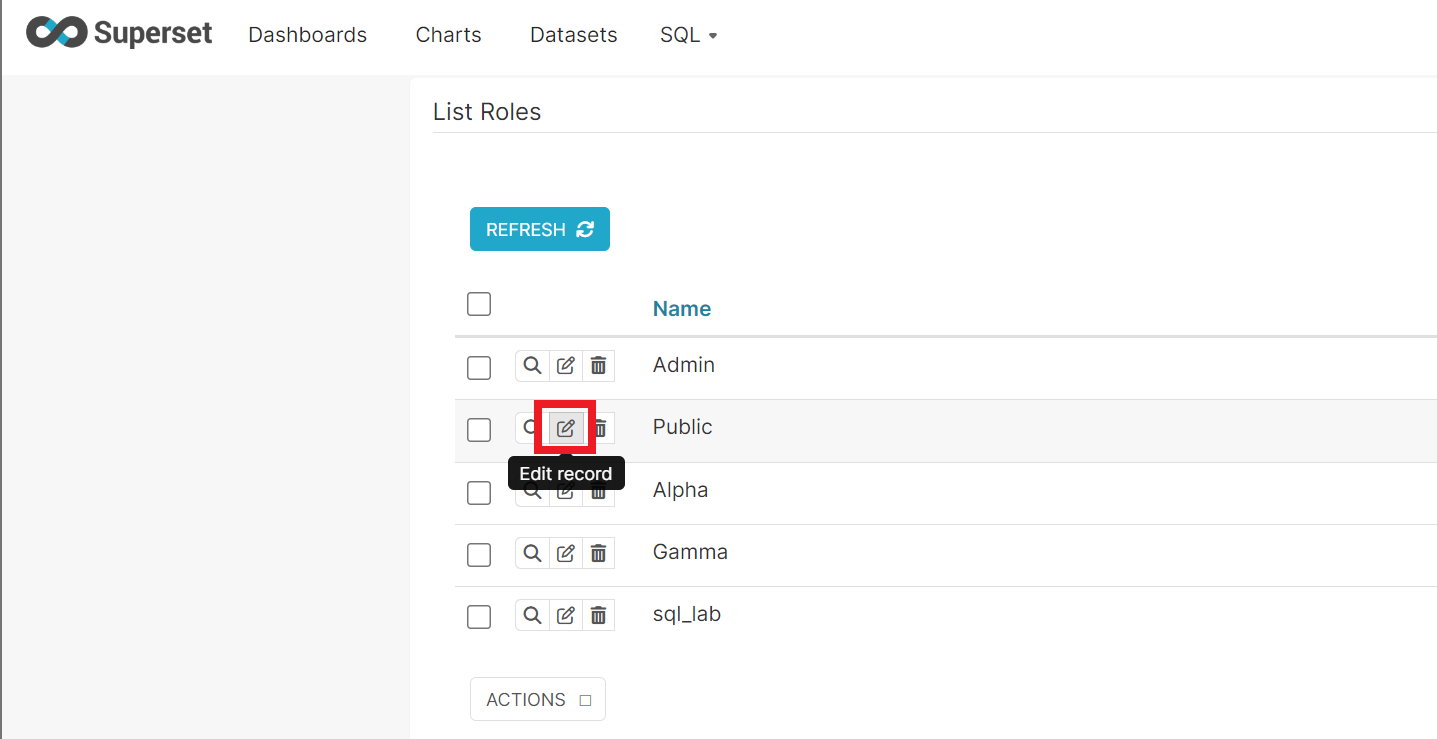 Superset Dashboards Charts Datasets SQL
List Roles
REFRESH
Name
Admin
Public
Edit record
Alpha
Gamma
sql_lab
ACTIONS